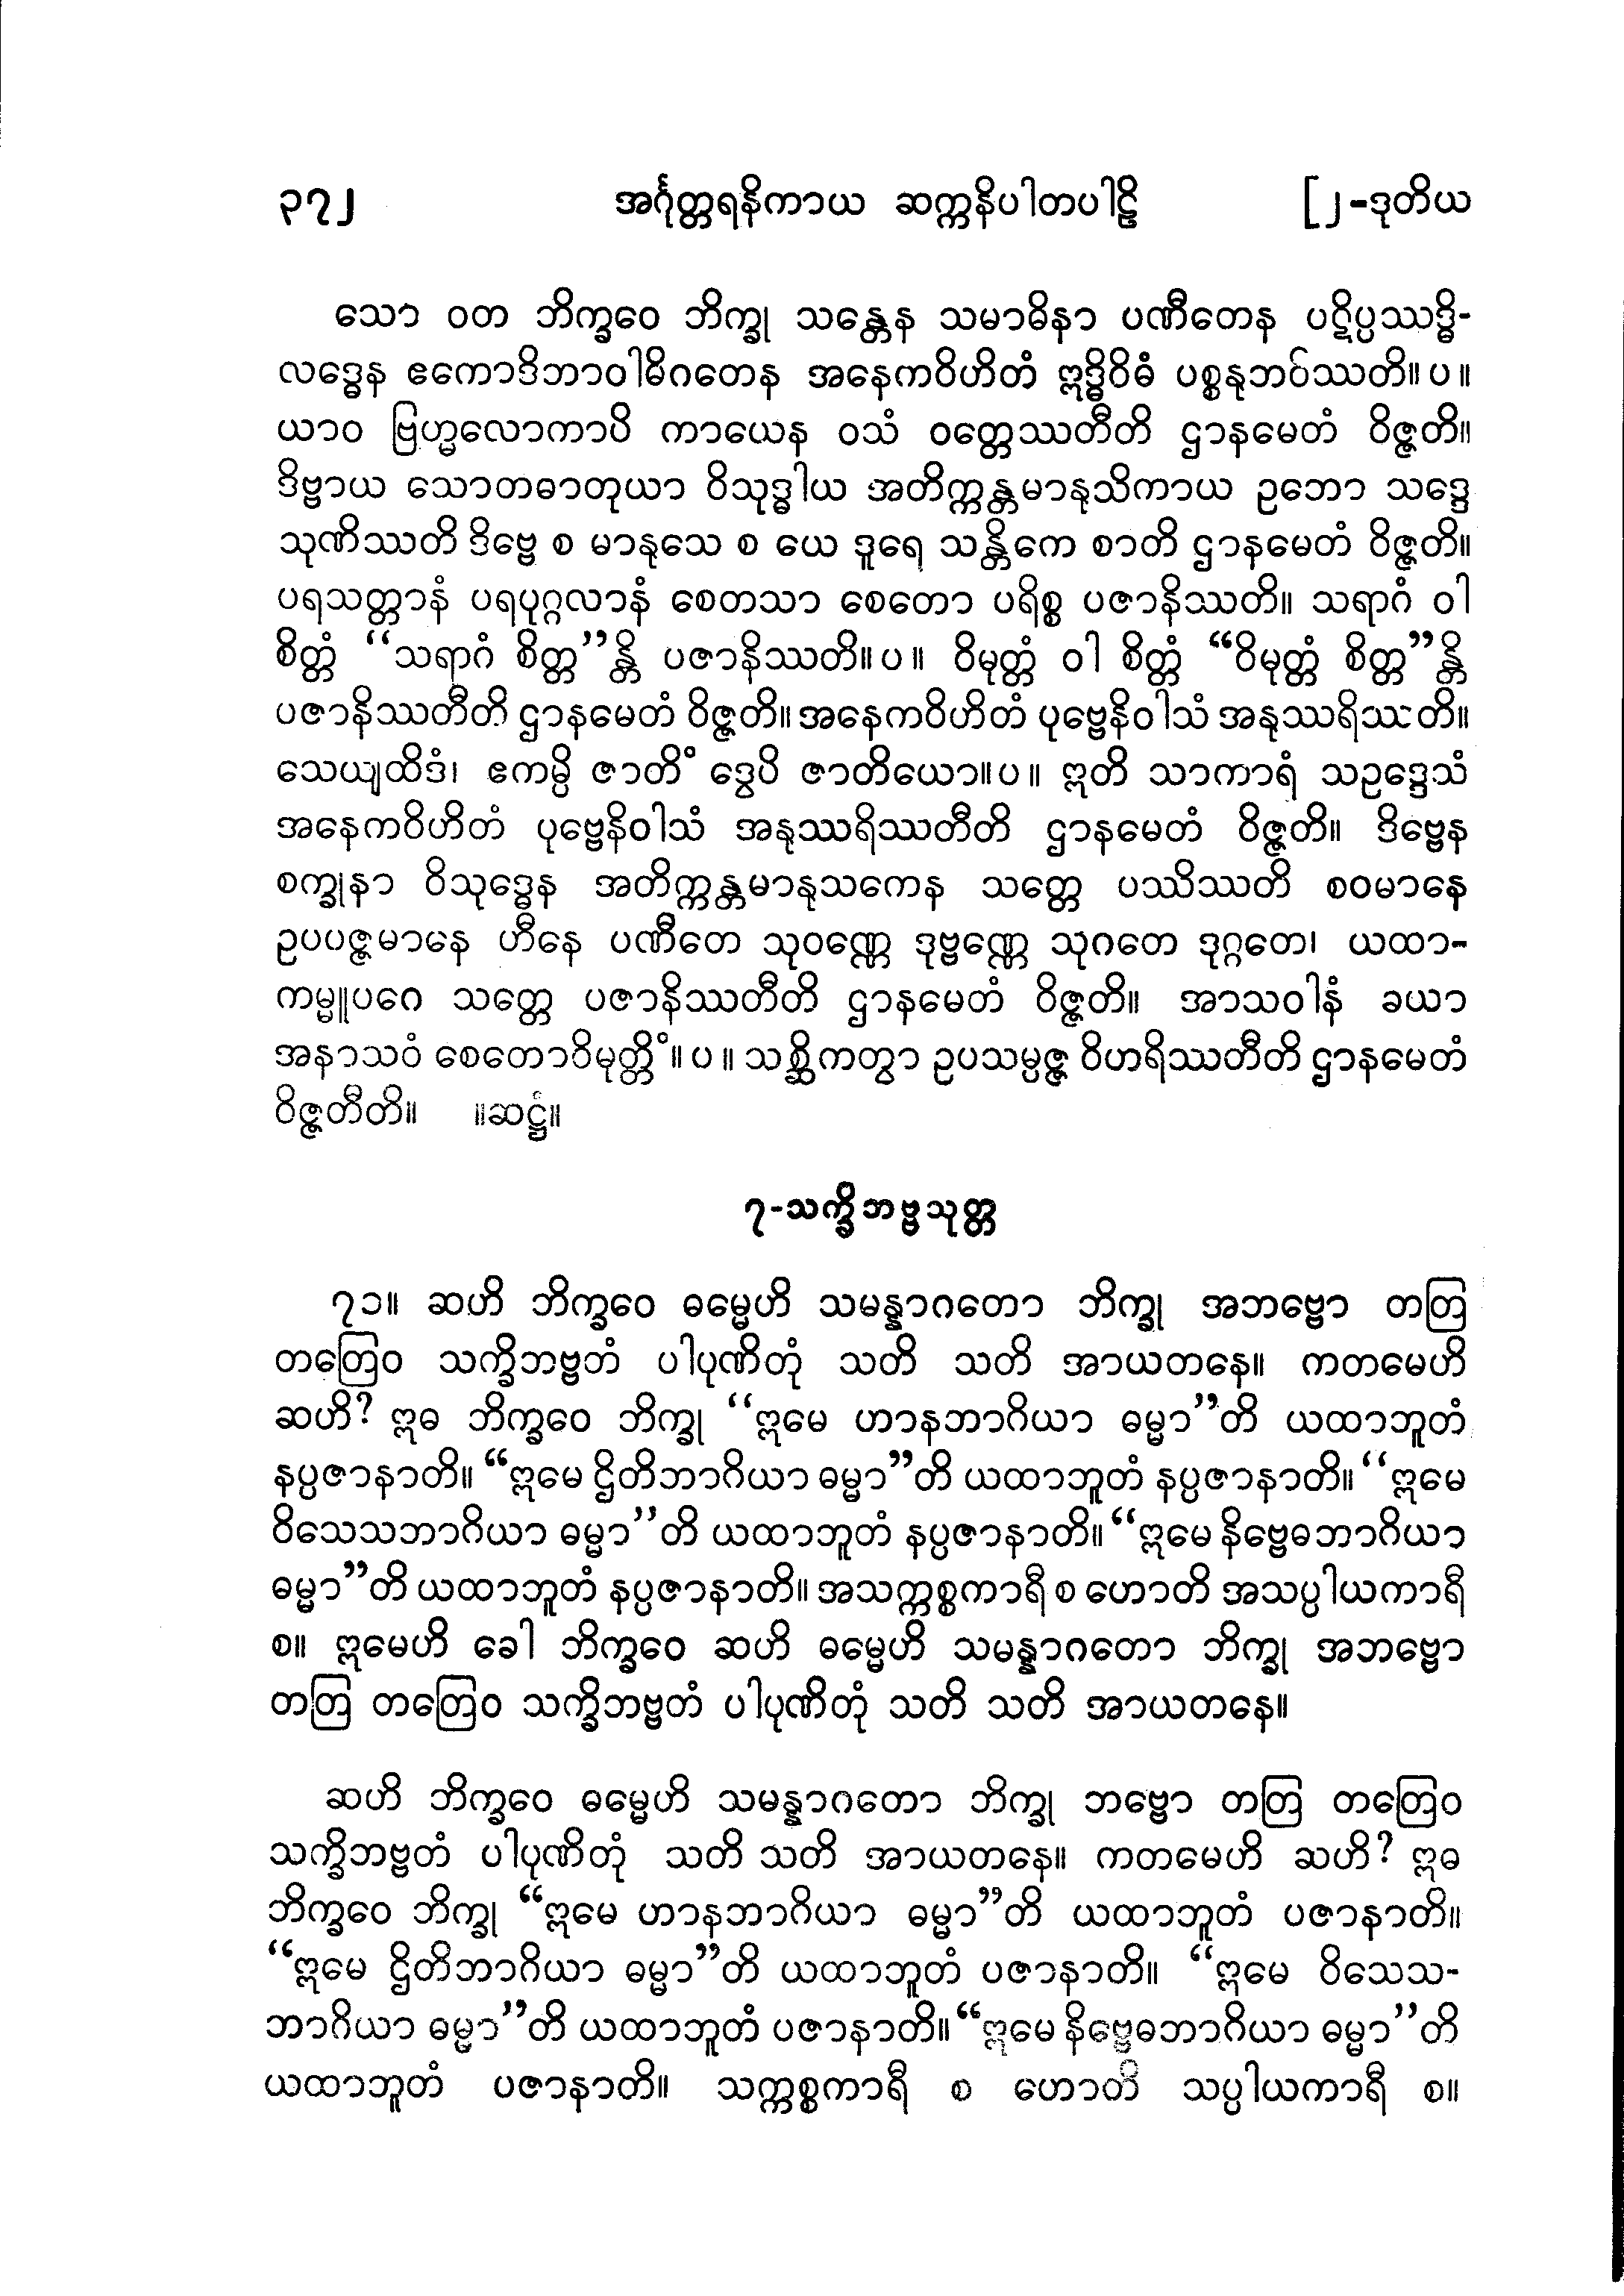 ၃၇၂ အင်္ဂုတ္တရနိကာယ ဆက္ကနိပါတပါဠိ [၂-ဒုတိယ
သော ဝတ ဘိက္ခဝေ ဘိက္ခု သန္တေန သမာဓိနာ ပဏီတေန ပဋိပ္ပဿဒ္ဓိ-
လဒ္ဓေန ဧကောဒိဘာဝါဓိဂတေန အနေကဝိဟိတံ ဣဒ္ဓိဝိဓံ ပစ္စနုဘဝိဿတိ။ ပ ။
ယာဝ ဗြဟ္မလောကာပိ ကာယေန ဝသံ ဝတ္တေဿတီတိ ဌာနမေတံ ဝိဇ္ဇတိ။
ဒိဗ္ဗာယ သောတဓာတုယာ ဝိသုဒ္ဓါယ အတိက္ကန္တမာနုသိကာယ ဥဘော သဒ္ဒေ
သုဏိဿတိ ဒိဗ္ဗေ စ မာနုသေ စ ယေ ဒူရေ သန္တိကေ စာတိ ဌာနမေတံ ဝိဇ္ဇတိ။
ပရသတ္တာနံ ပရပုဂ္ဂလာနံ စေတသာ စေတော ပရိစ္စ ပဇာနိဿတိ။ သရာဂံ ဝါ
စိတ္တံ “သရာဂံ စိတ္တ”န္တိ ပဇာနိဿတိ။ ပ ။ ဝိမုတ္တံ ဝါ စိတ္တံ “ဝိမုတ္တံ စိတ္တ”န္တိ
ပဇာနိဿတီတိ ဌာနမေတံ ဝိဇ္ဇတိ။ အနေကဝိဟိတံ ပုဗ္ဗေနိဝါသံ အနုဿရိဿတိ။
သေယျထိဒံ၊ ဧကမ္ပိ ဇာတိံ ဒွေပိ ဇာတိယော။ ပ ။ ဣတိ သာကာရံ သဥဒ္ဒေသံ
အနေကဝိဟိတံ ပုဗ္ဗေနိဝါသံ အနုဿရိဿတီတိ ဌာနမေတံ ဝိဇ္ဇတိ။ ဒိဗ္ဗေန
စက္ခုနာ ဝိသုဒ္ဓေန အတိက္ကန္တမာနုသကေန သတ္တေ ပဿိဿတိ စဝမာနေ
ဥပပဇ္ဇမာနေ ဟီနေ ပဏီတေ သုဝဏ္ဏေ ဒုဗ္ဗဏ္ဏေ သုဂတေ ဒုဂ္ဂတေ၊ ယထာ-
ကမ္မူပဂေ သတ္တေ ပဇာနိဿတီတိ ဌာနမေတံ ဝိဇ္ဇတိ။ အာသဝါနံ ခယာ
အနာသဝံ စေတောဝိမုတ္တိံ။ ပ ။ သစ္ဆိကတွာ ဥပသမ္ပဇ္ဇ ဝိဟရိဿတီတိ ဌာနမေတံ
ဝိဇ္ဇတီတိ။ ။ဆဋ္ဌံ။
၇-သက္ခိဘဗ္ဗသုတ္တ
၇၁။ ဆဟိ ဘိက္ခဝေ ဓမ္မေဟိ သမန္နာဂတော ဘိက္ခု အဘဗ္ဗော တတြ
တတြေဝ သက္ခိဘဗ္ဗတံ ပါပုဏိတုံ သတိ သတိ အာယတနေ။ ကတမေဟိ
ဆဟိ? ဣဓ ဘိက္ခဝေ ဘိက္ခု “ဣမေ ဟာနဘာဂိယာ ဓမ္မာ”တိ ယထာဘူတံ
နပ္ပဇာနာတိ။ “ဣမေ ဌိတိဘာဂိယာ ဓမ္မာ”တိ ယထာဘူတံ နပ္ပဇာနာတိ။ “ဣမေ
ဝိသေသဘာဂိယာ ဓမ္မာ”တိ ယထာဘူတံ နပ္ပဇာနာတိ။ “ဣမေ နိဗ္ဗေဓဘာဂိယာ
ဓမ္မာ”တိ ယထာဘူတံ နပ္ပဇာနာတိ။ အသက္ကစ္စကာရီ စ ဟောတိ အသပ္ပါယကာရီ
စ။ ဣမေဟိ ခေါ ဘိက္ခဝေ ဆဟိ ဓမ္မေဟိ သမန္နာဂတော ဘိက္ခု အဘဗ္ဗော
တတြ တတြေဝ သက္ခိဘဗ္ဗတံ ပါပုဏိတုံ သတိ သတိ အာယတနေ။
ဆဟိ ဘိက္ခဝေ ဓမ္မေဟိ သမန္နာဂတော ဘိက္ခု ဘဗ္ဗော တတြ တတြေဝ
သက္ခိဘဗ္ဗတံ ပါပုဏိတုံ သတိ သတိ အာယတနေ။ ကတမေဟိ ဆဟိ? ဣဓ
ဘိက္ခဝေ ဘိက္ခု “ဣမေ ဟာနဘာဂိယာ ဓမ္မာ”တိ ယထာဘူတံ ပဇာနာတိ။
“ဣမေ ဌိတိဘာဂိယာ ဓမ္မာ”တိ ယထာဘူတံ ပဇာနာတိ။ “ဣမေ ဝိသေသ-
ဘာဂိယာ ဓမ္မာ”တိ ယထာဘူတံ ပဇာနာတိ။ “ဣမေ နိဗ္ဗေဓဘာဂိယာ ဓမ္မာ”တိ
ယထာဘူတံ ပဇာနာတိ။ သက္ကစ္စကာရီ စ ဟောတိ သပ္ပါယကာရီ စ။